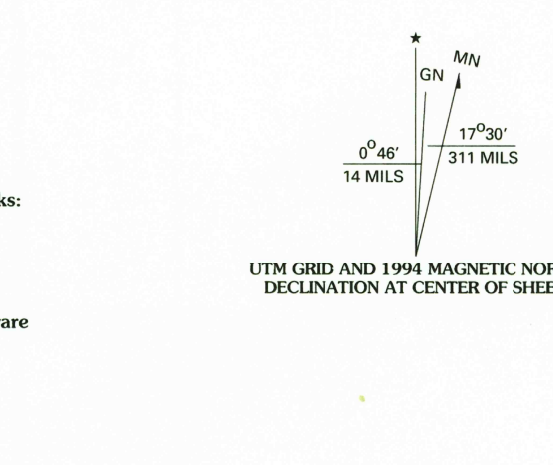 ★
MN
GN
17°30′
0°46′
311 MILS
14 MILS
ks:
UTM GRID AND 1994 MAGNETIC NOR
DECLINATION AT CENTER OF SHEE
are